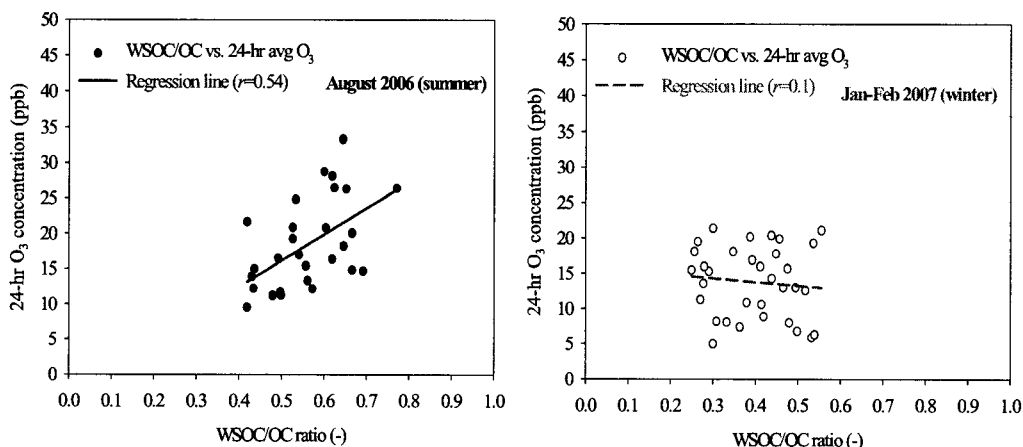 50
45
40
35
30
25
20
15
10
5
0
24-hr O3 concentration (ppb)
WSOC/OC vs. 24-hr avg O3
Regression line (r=0.54)
August 2006 (summer)
0.0 0.1 0.2 0.3 0.4 0.5 0.6 0.7 0.8 0.9 1.0
WSOC/OC ratio (-)
50
45
40
35
30
25
20
15
10
5
0
24-hr O3 concentration (ppb)
WSOC/OC vs. 24-hr avg O3
Regression line (r=0.1)
Jan-Feb 2007 (winter)
0.0 0.1 0.2 0.3 0.4 0.5 0.6 0.7 0.8 0.9 1.0
WSOC/OC ratio (-)